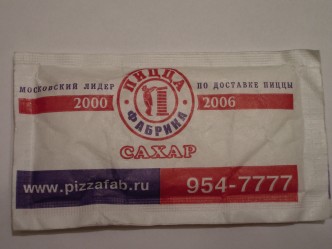 ПИЦЦА
МОСКОВСКИЙ ЛИДЕР ПО ДОСТАВКЕ ПИЦЦЫ
2000 2006
ФАБРИКА
САХАР
www.pizzafab.ru 954-7777